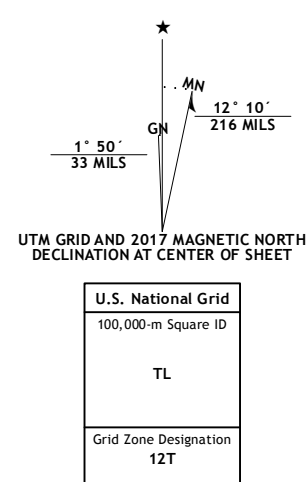 ★
MN
GN
12° 10´
216 MILS
1° 50´
33 MILS
UTM GRID AND 2017 MAGNETIC NORTH
DECLINATION AT CENTER OF SHEET
U.S. National Grid
100,000-m Square ID
TL
Grid Zone Designation
12T